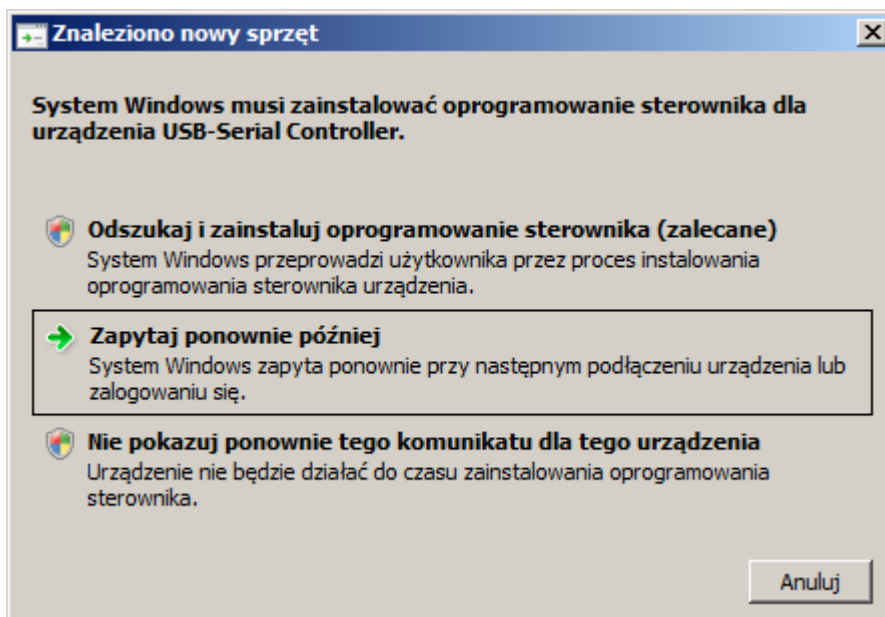 Znaleziono nowy sprzęt
System Windows musi zainstalować oprogramowanie sterownika dla
urządzenia USB-Serial Controller.
Odszukaj i zainstaluj oprogramowanie sterownika (zalecane)
System Windows przeprowadzi użytkownika przez proces instalowania
oprogramowania sterownika urządzenia.
Zapytaj ponownie później
System Windows zapyta ponownie przy następnym podłączeniu urządzenia lub
zalogowaniu się.
Nie pokazuj ponownie tego komunikatu dla tego urządzenia
Urządzenie nie będzie działać do czasu zainstalowania oprogramowania
sterownika.
Anuluj